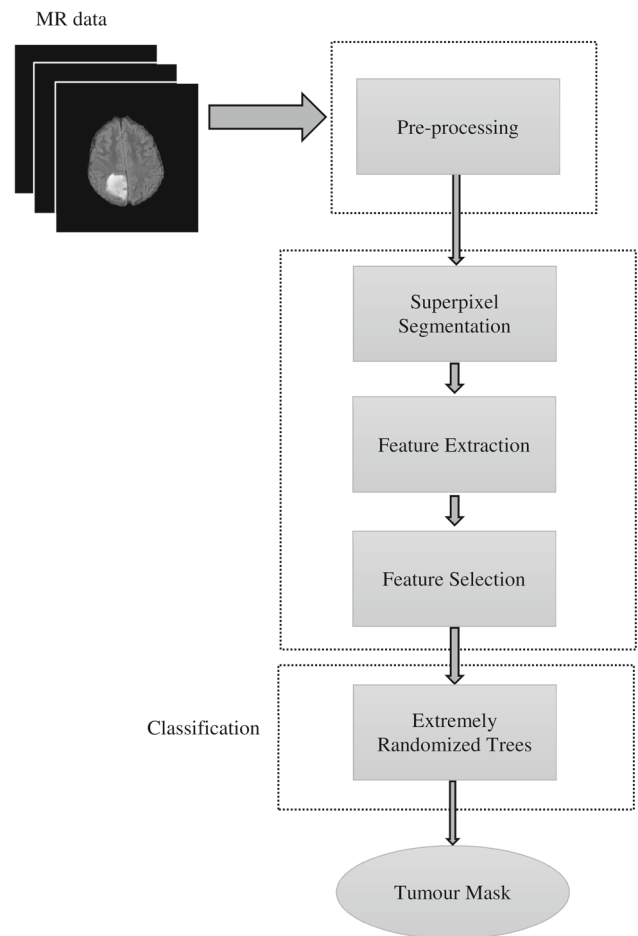 MR data
Pre-processing
Superpixel
Segmentation
Feature Extraction
Feature Selection
Classification
Extremely
Randomized Trees
Tumour Mask